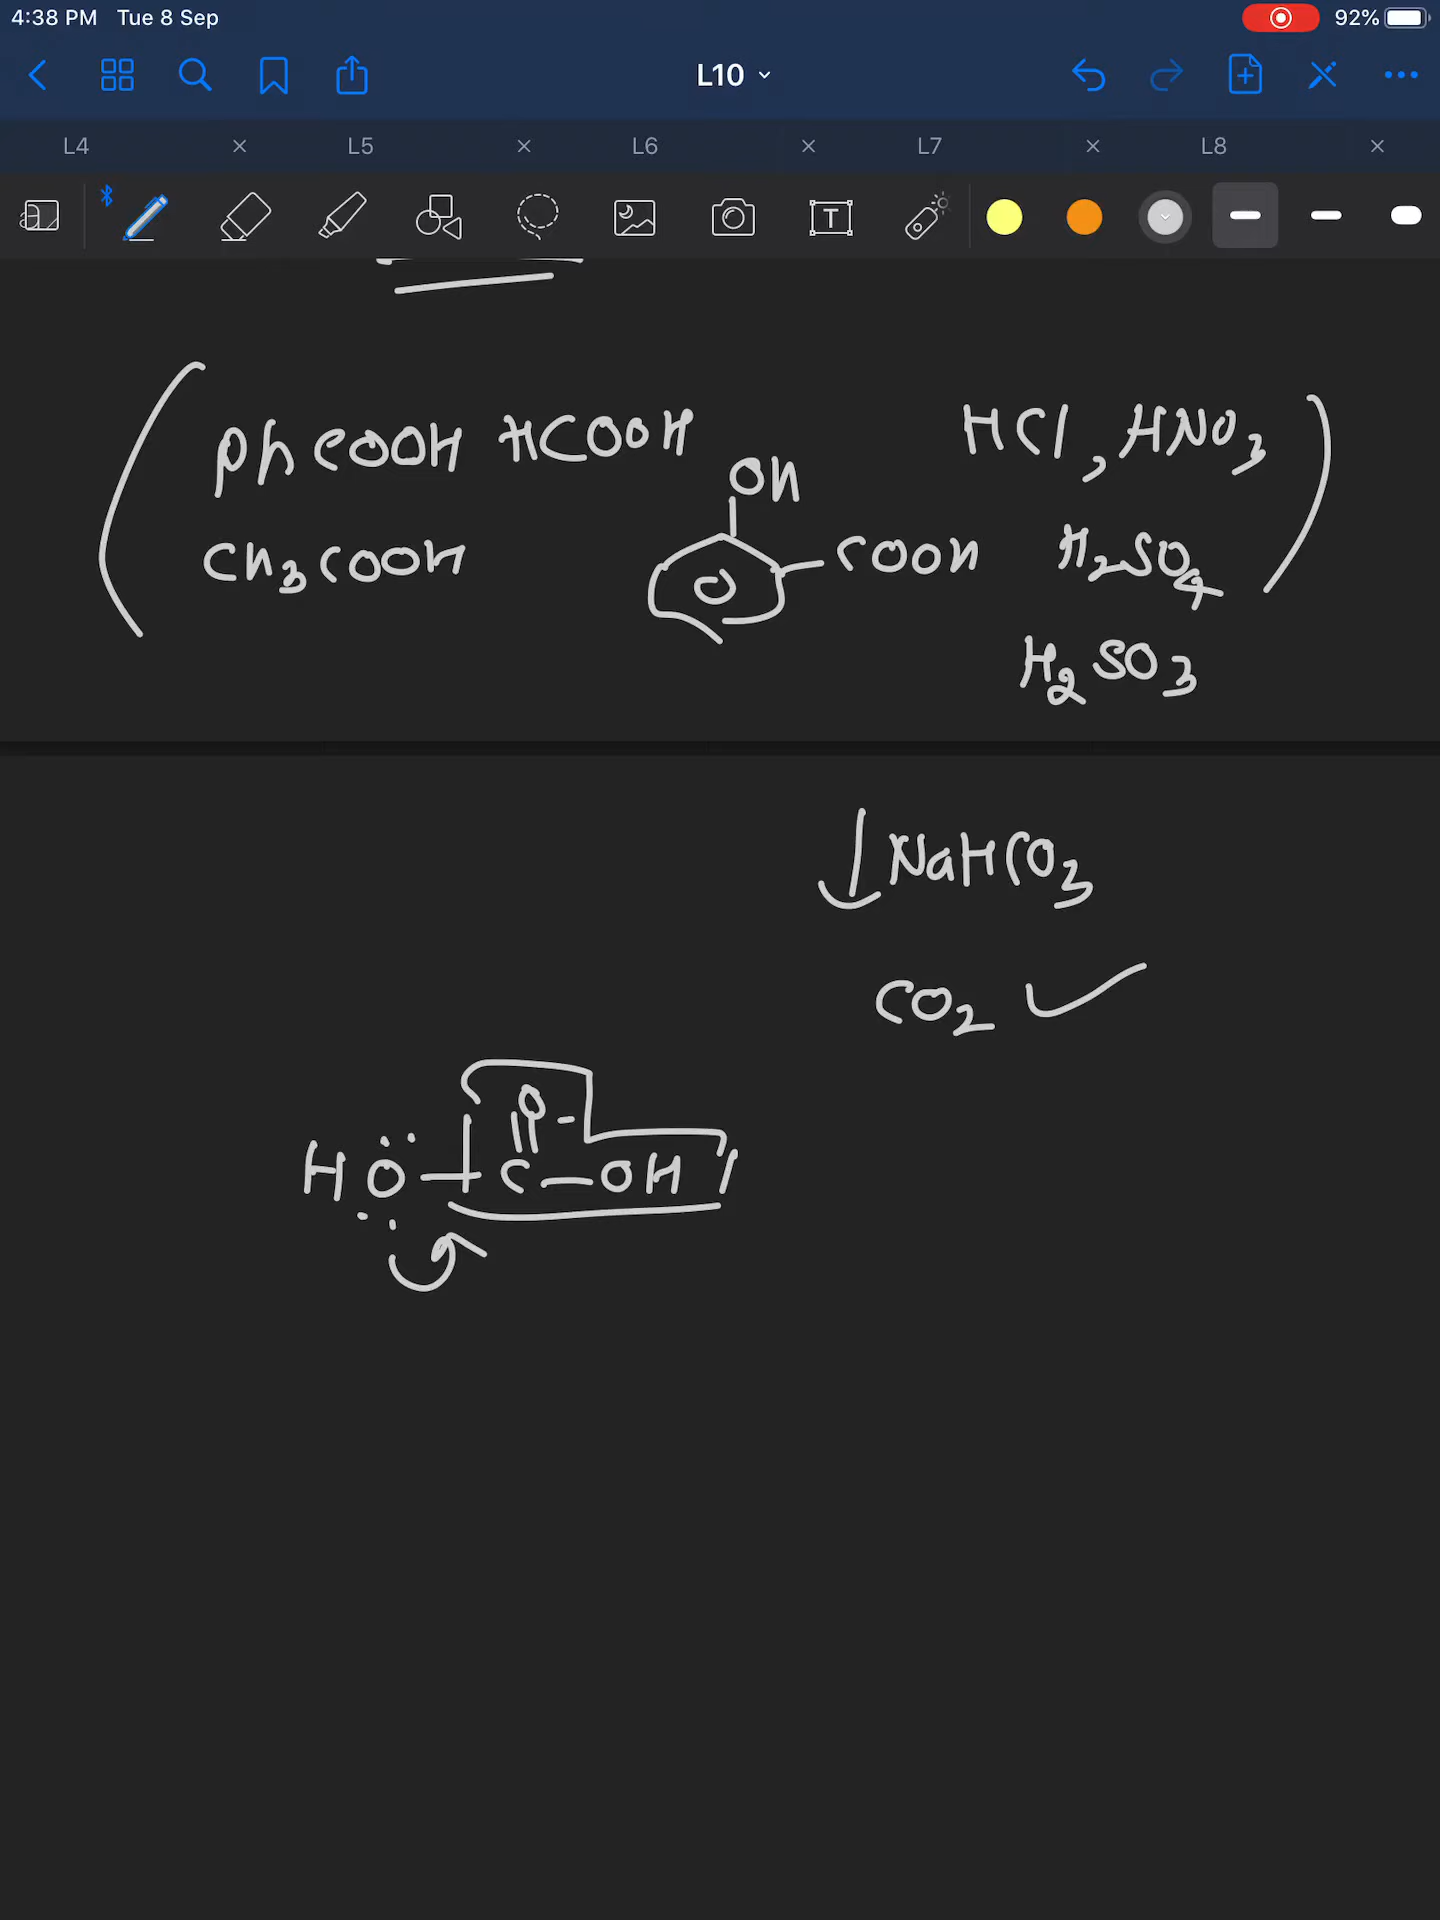 4:38 PM Tue 8 Sep 92%
L10
L4 × L5 × L6 × L7 × L8 ×
PhCOOH HCOOH HCl, HNO3
OH
CH3COOH COOH H2SO4
H2SO3
NaHCO3
CO2
O
HO-C-OH